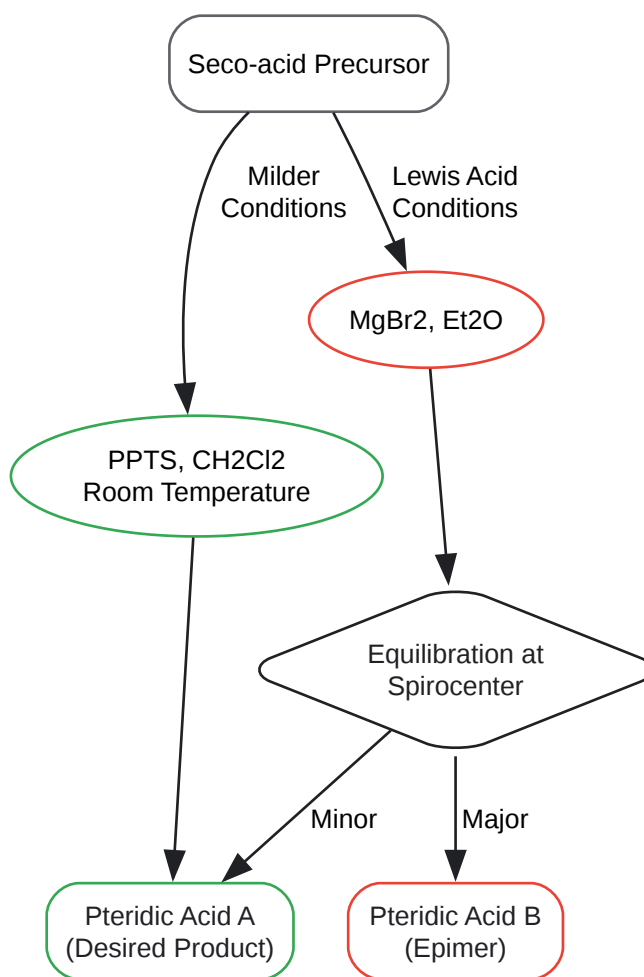 Seco-acid Precursor
Milder
Conditions
Lewis Acid
Conditions
MgBr2, Et2O
PPTS, CH2Cl2
Room Temperature
Equilibration at
Spirocenter
Minor
Major
Pteridic Acid A
(Desired Product)
Pteridic Acid B
(Epimer)